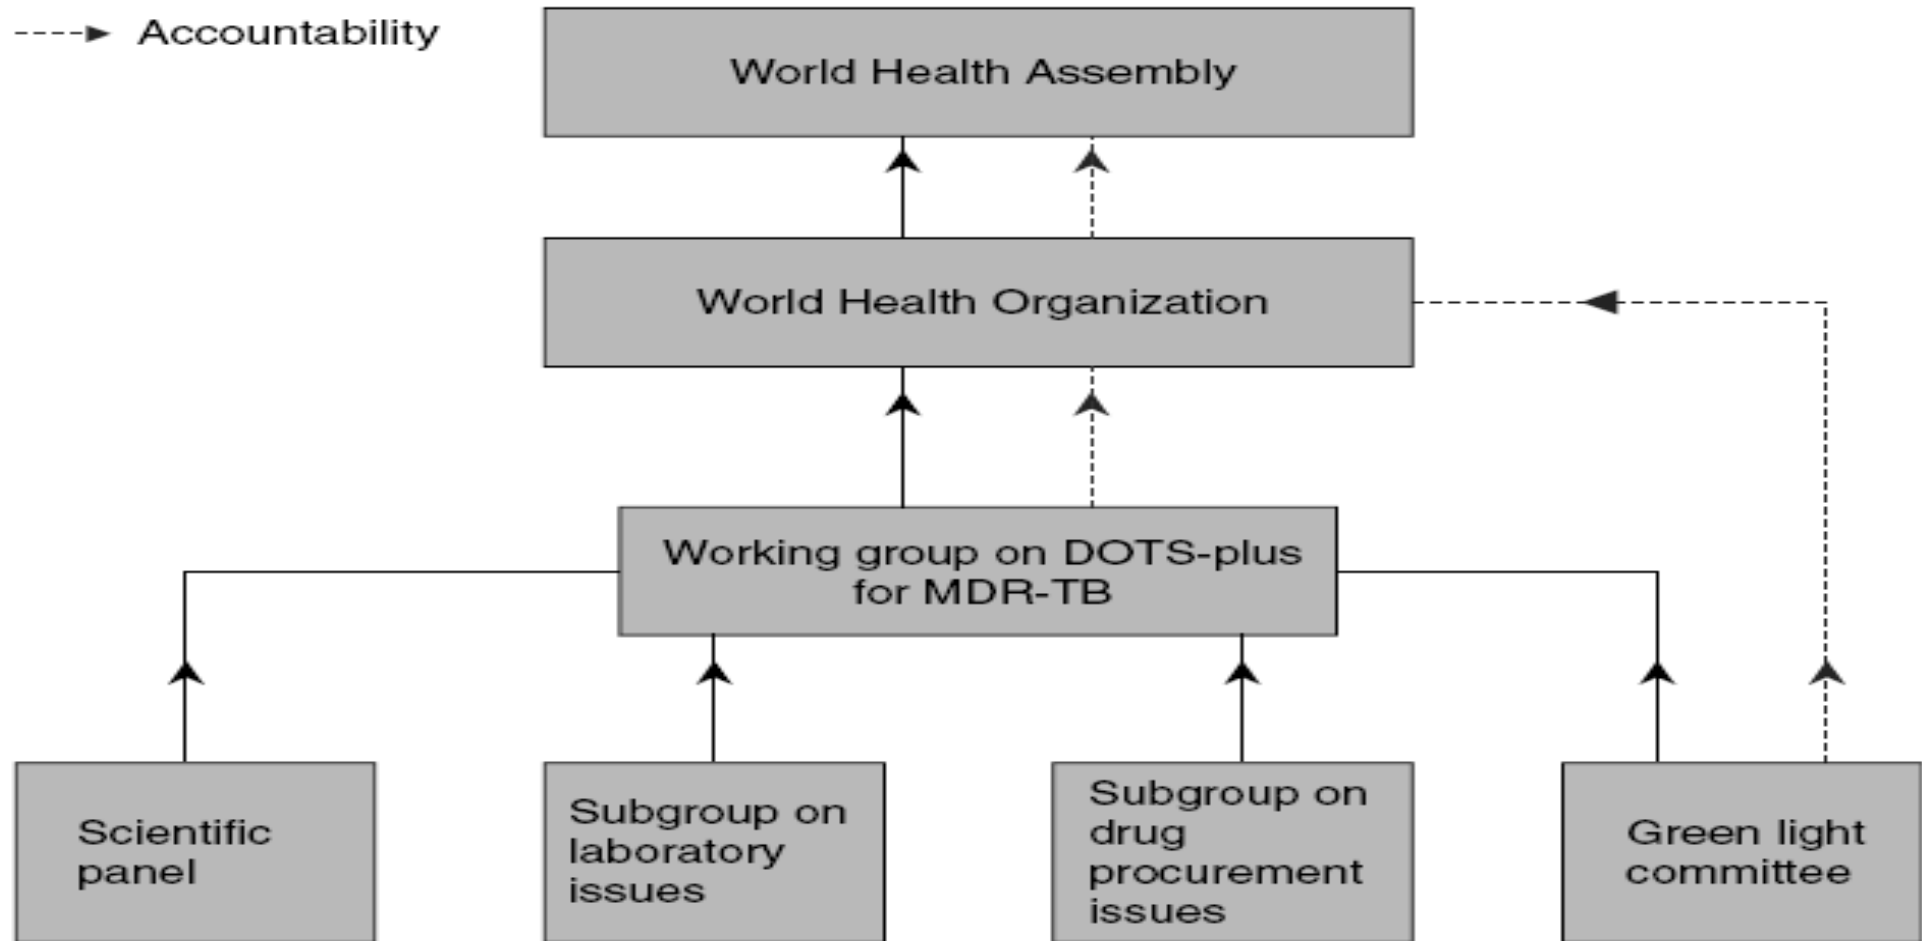 Accountability
World Health Assembly
World Health Organization
Working group on DOTS-plus
for MDR-TB
Scientific
panel
Subgroup on
laboratory
issues
Subgroup on
drug
procurement
issues
Green light
committee